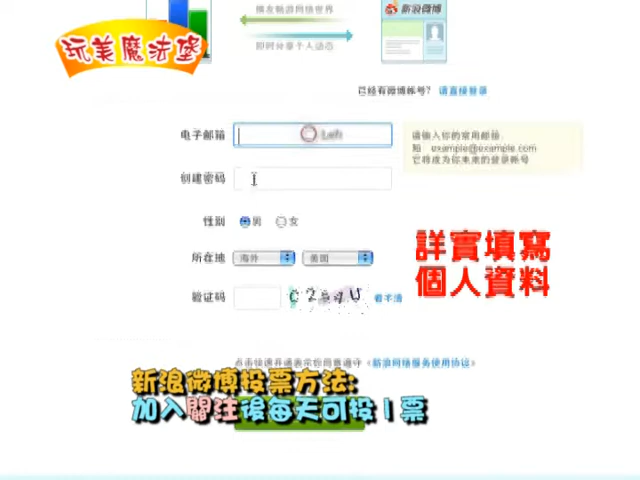 玩美魔法堡
與友畅游网络世界
新浪微博
即时分享个人动态
已经有微博帐号? 请直接登录
电子邮箱
请输入你的常用邮箱
如 example@example.com
它将成为你未来的登录帐号
创建密码
性别 男 女
所在地 海外 美国
詳實填寫
個人資料
验证码 看不清
《新浪网络服务使用协议》
新浪微博投票方法:
加入關注後每天可投1票